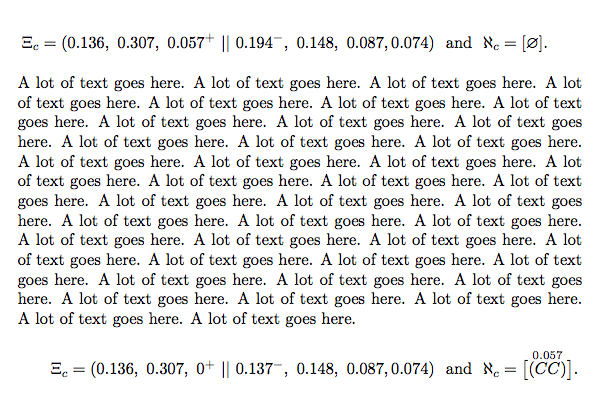 Ξ_c = (0.136, 0.307, 0.057⁺ || 0.194⁻, 0.148, 0.087,0.074) and ℵ_c = [∅].
A lot of text goes here. A lot of text goes here. A lot of text goes here. A lot
of text goes here. A lot of text goes here. A lot of text goes here. A lot of text
goes here. A lot of text goes here. A lot of text goes here. A lot of text goes
here. A lot of text goes here. A lot of text goes here. A lot of text goes here.
A lot of text goes here. A lot of text goes here. A lot of text goes here. A lot
of text goes here. A lot of text goes here. A lot of text goes here. A lot of text
goes here. A lot of text goes here. A lot of text goes here. A lot of text goes
here. A lot of text goes here. A lot of text goes here. A lot of text goes here.
A lot of text goes here. A lot of text goes here. A lot of text goes here. A lot
of text goes here. A lot of text goes here. A lot of text goes here. A lot of text
goes here. A lot of text goes here. A lot of text goes here. A lot of text goes
here. A lot of text goes here. A lot of text goes here. A lot of text goes here.
A lot of text goes here. A lot of text goes here.
0.057
Ξ_c = (0.136, 0.307, 0⁺ || 0.137⁻, 0.148, 0.087,0.074) and ℵ_c = [(CC)].